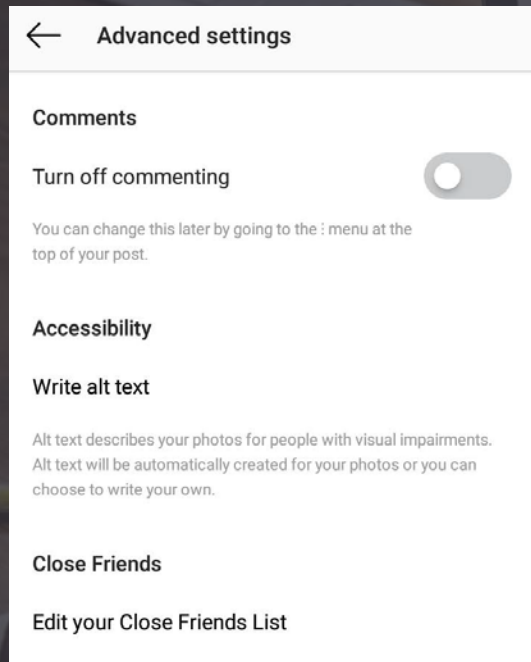 Advanced settings
Comments
Turn off commenting
You can change this later by going to the ⋮ menu at the
top of your post.
Accessibility
Write alt text
Alt text describes your photos for people with visual impairments.
Alt text will be automatically created for your photos or you can
choose to write your own.
Close Friends
Edit your Close Friends List